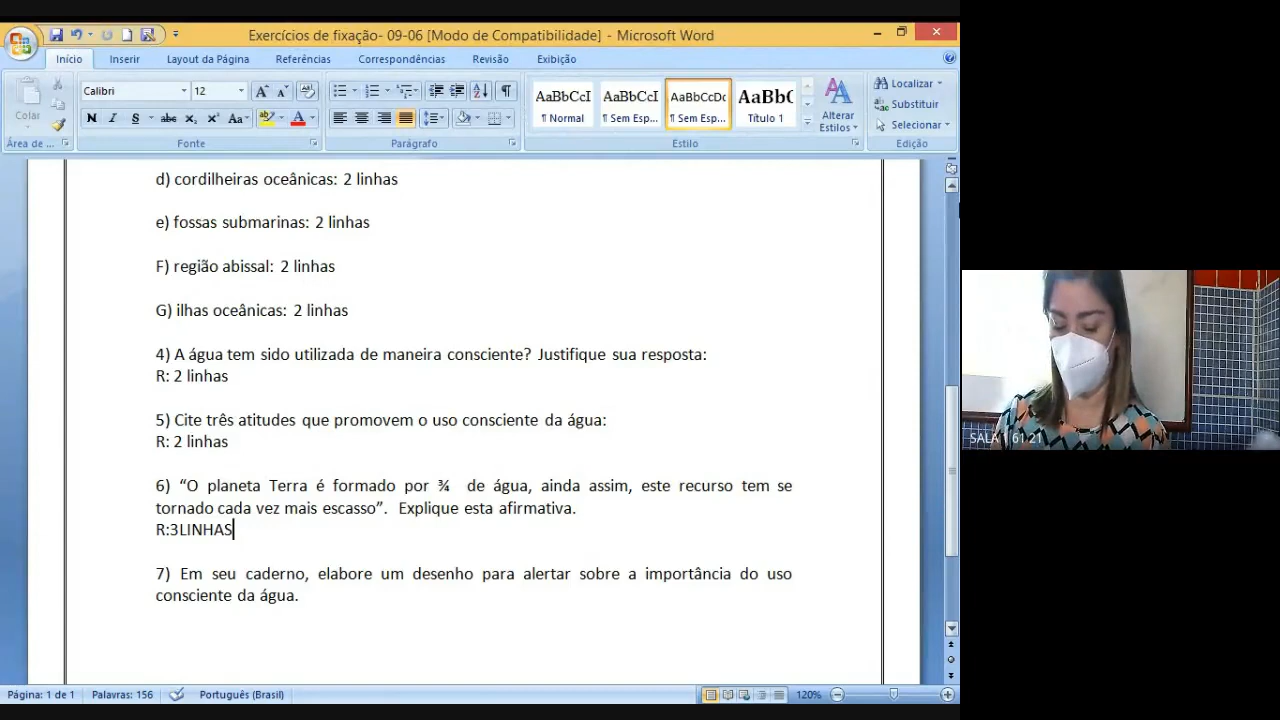 Exercícios de fixação- 09-06 [Modo de Compatibilidade] - Microsoft Word
Início Inserir Layout da Página Referências Correspondências Revisão Exibição
Colar
Calibri 12
AaBbCcI AaBbCcI AaBbCcDc AaBbC
¶ Normal ¶ Sem Esp... ¶ Sem Esp... Título 1
Alterar Estilos
Localizar
Substituir
Selecionar
Área de... Fonte Parágrafo Estilo Edição
d) cordilheiras oceânicas: 2 linhas
e) fossas submarinas: 2 linhas
F) região abissal: 2 linhas
G) ilhas oceânicas: 2 linhas
4) A água tem sido utilizada de maneira consciente? Justifique sua resposta:
R: 2 linhas
5) Cite três atitudes que promovem o uso consciente da água:
R: 2 linhas
6) “O planeta Terra é formado por ¾ de água, ainda assim, este recurso tem se
tornado cada vez mais escasso”. Explique esta afirmativa.
R:3LINHAS
7) Em seu caderno, elabore um desenho para alertar sobre a importância do uso
consciente da água.
Página: 1 de 1 Palavras: 156 Português (Brasil) 120%
SALA 1 61.21